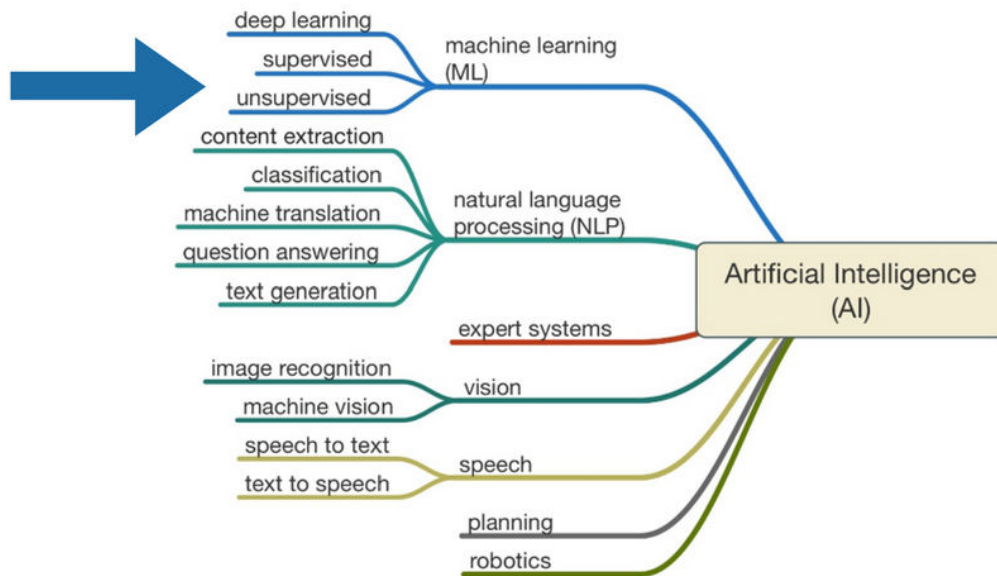 deep learning
supervised
unsupervised
machine learning
(ML)
content extraction
classification
machine translation
question answering
text generation
natural language
processing (NLP)
expert systems
image recognition
machine vision
vision
speech to text
text to speech
speech
planning
robotics
Artificial Intelligence
(AI)